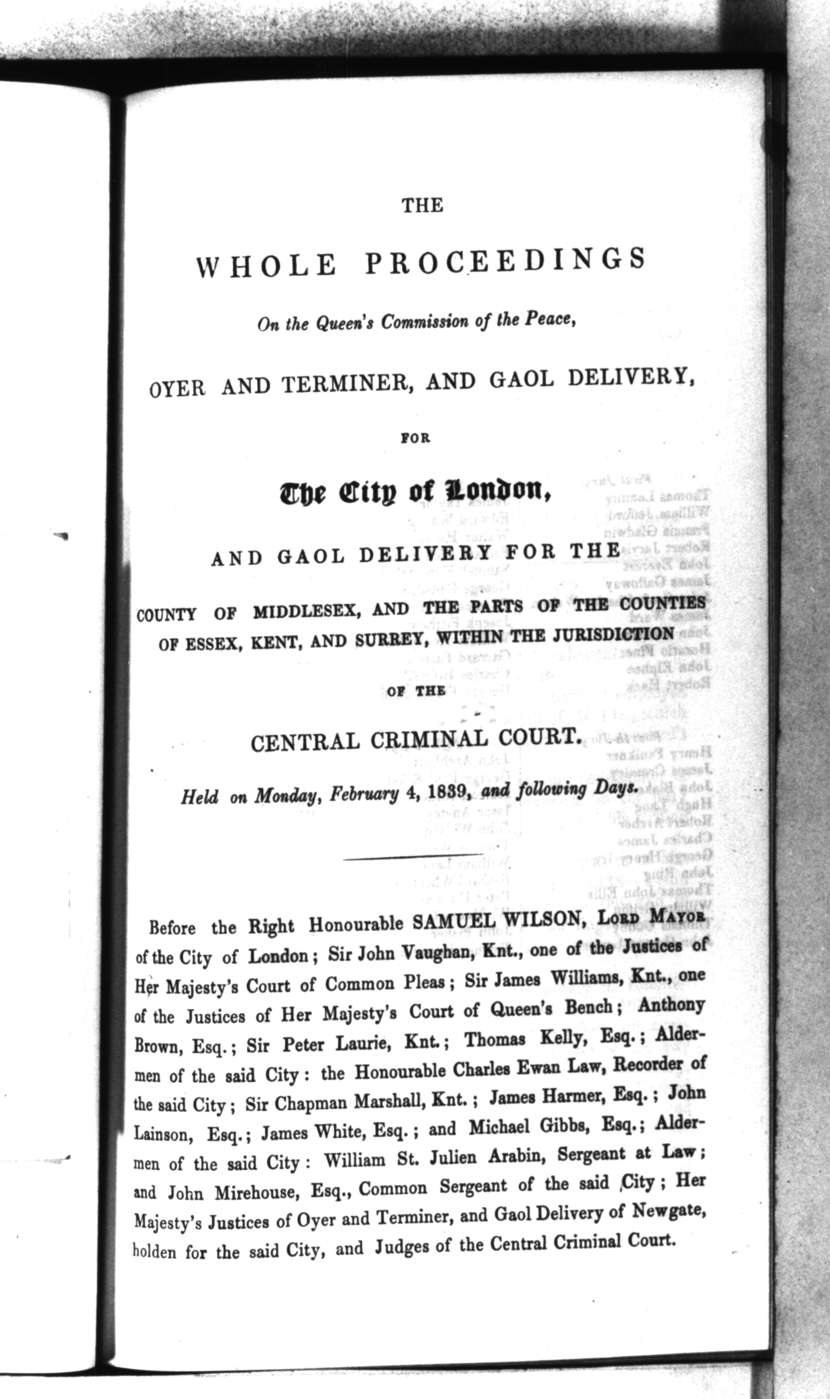 THE
WHOLE PROCEEDINGS
On the Queen's Commission of the Peace,
OYER AND TERMINER, AND GAOL DELIVERY,
FOR
The City of London,
AND GAOL DELIVERY FOR THE
COUNTY OF MIDDLESEX, AND THE PARTS OF THE COUNTIES
OF ESSEX, KENT, AND SURREY, WITHIN THE JURISDICTION
OF THE
CENTRAL CRIMINAL COURT.
Held on Monday, February 4, 1839, and following Days.
Before the Right Honourable SAMUEL WILSON, LORD MAYOR
of the City of London; Sir John Vaughan, Knt., one of the Justices of
Her Majesty's Court of Common Pleas; Sir James Williams, Knt., one
of the Justices of Her Majesty's Court of Queen's Bench; Anthony
Brown, Esq.; Sir Peter Laurie, Knt.; Thomas Kelly, Esq.; Alder-
men of the said City: the Honourable Charles Ewan Law, Recorder of
the said City; Sir Chapman Marshall, Knt.; James Harmer, Esq.; John
Lainson, Esq.; James White, Esq.; and Michael Gibbs, Esq.; Alder-
men of the said City: William St. Julien Arabin, Sergeant at Law;
and John Mirehouse, Esq., Common Sergeant of the said City; Her
Majesty's Justices of Oyer and Terminer, and Gaol Delivery of Newgate,
holden for the said City, and Judges of the Central Criminal Court.